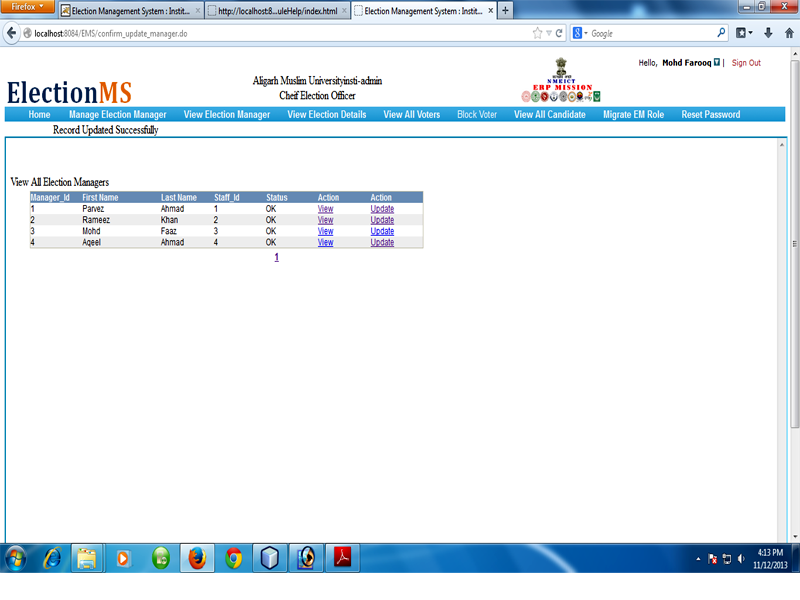 Firefox
Election Management System : Instit...
http://localhost:8...uleHelp/index.html
Election Management System : Instit...
localhost:8084/EMS/confirm_update_manager.do
Google
Hello, Mohd Farooq | Sign Out
ElectionMS
Aligarh Muslim Universityinsti-admin
Cheif Election Officer
NMEICT
ERP MISSION
Home Manage Election Manager View Election Manager View Election Details View All Voters Block Voter View All Candidate Migrate EM Role Reset Password
Record Updated Successfully
View All Election Managers
Manager_Id First Name Last Name Staff_Id Status Action Action
1 Parvez Ahmad 1 OK View Update
2 Rameez Khan 2 OK View Update
3 Mohd Faaz 3 OK View Update
4 Aqeel Ahmad 4 OK View Update
1
4:13 PM
11/12/2013